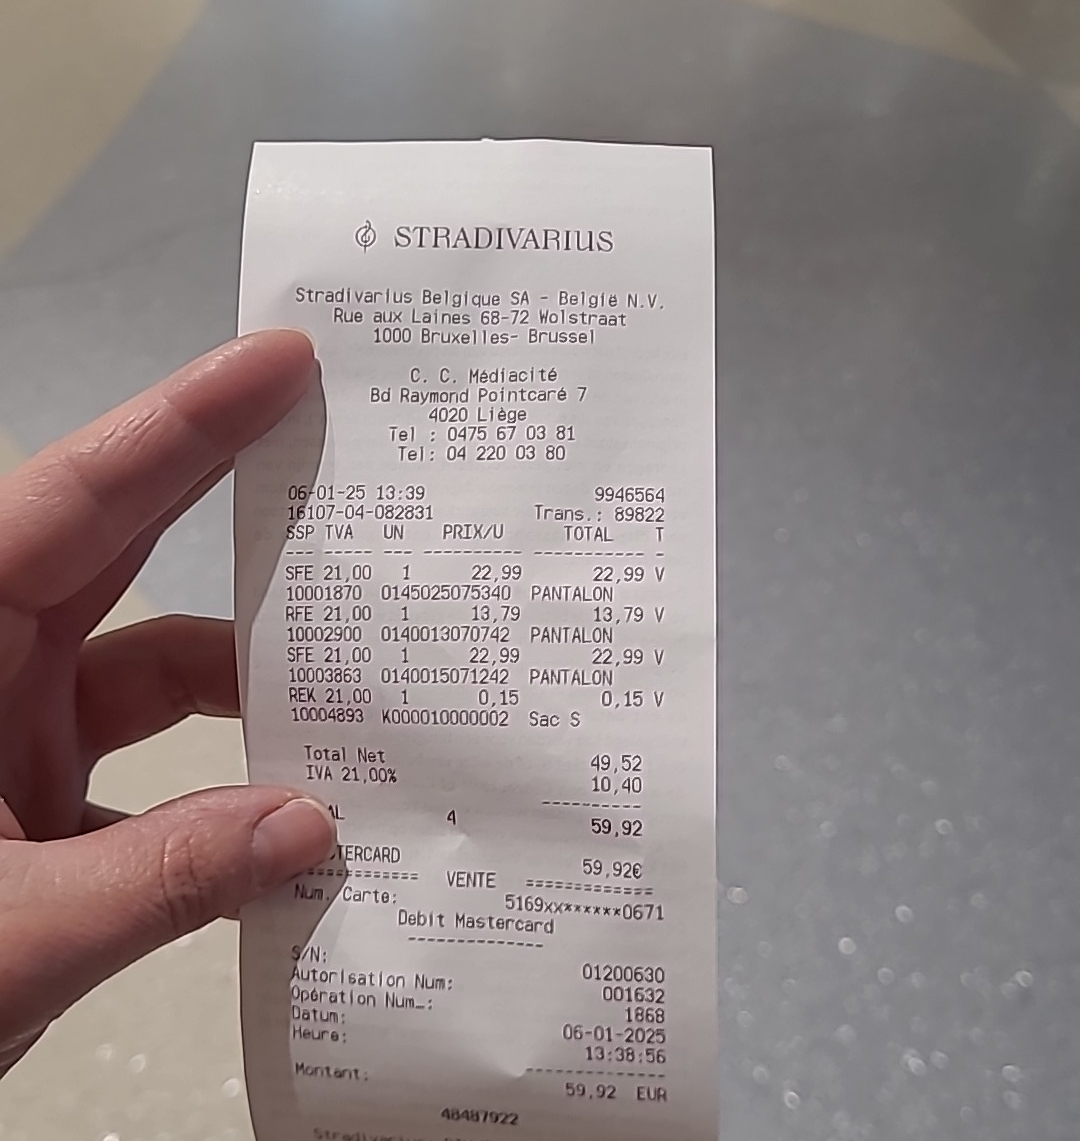 STRADIVARIUS
Stradivarius Belgique SA - België N.V.
Rue aux Laines 68-72 Wolstraat
1000 Bruxelles- Brussel
C. C. Médiacité
Bd Raymond Pointcaré 7
4020 Liège
Tel : 0475 67 03 81
Tel: 04 220 03 80
06-01-25 13:39 9946564
16107-04-082831 Trans.: 89822
SSP TVA UN PRIX/U TOTAL T
--- ----- --- ---------- ----------- -
SFE 21,00 1 22,99 22,99 V
10001870 0145025075340 PANTALON
RFE 21,00 1 13,79 13,79 V
10002900 0140013070742 PANTALON
SFE 21,00 1 22,99 22,99 V
10003863 0140015071242 PANTALON
REK 21,00 1 0,15 0,15 V
10004893 K000010000002 Sac S
Total Net 49,52
IVA 21,00% 10,40
----------
AL 4 59,92
TERCARD 59,92€
============ VENTE =============
Num. Carte: 5169xx******0671
Debit Mastercard
--------------
S/N: 01200630
Autorisation Num: 001632
Opération Num_: 1868
Datum: 06-01-2025
Heure: 13:38:56
--------------
Montant: 59,92 EUR
48487922